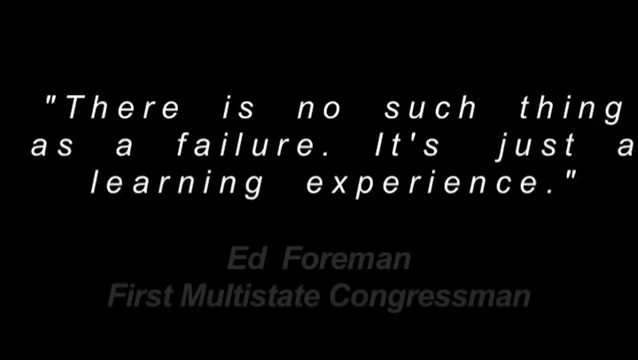 "There is no such thing
as a failure. It's just a
learning experience."
Ed Foreman
First Multistate Congressman